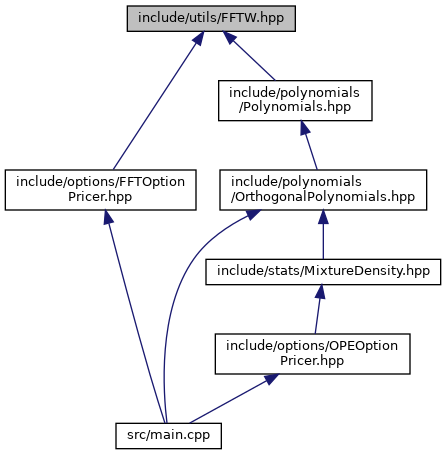 include/utils/FFTW.hpp
include/polynomials
/Polynomials.hpp
include/options/FFTOption
Pricer.hpp
include/polynomials
/OrthogonalPolynomials.hpp
include/stats/MixtureDensity.hpp
include/options/OPEOption
Pricer.hpp
src/main.cpp